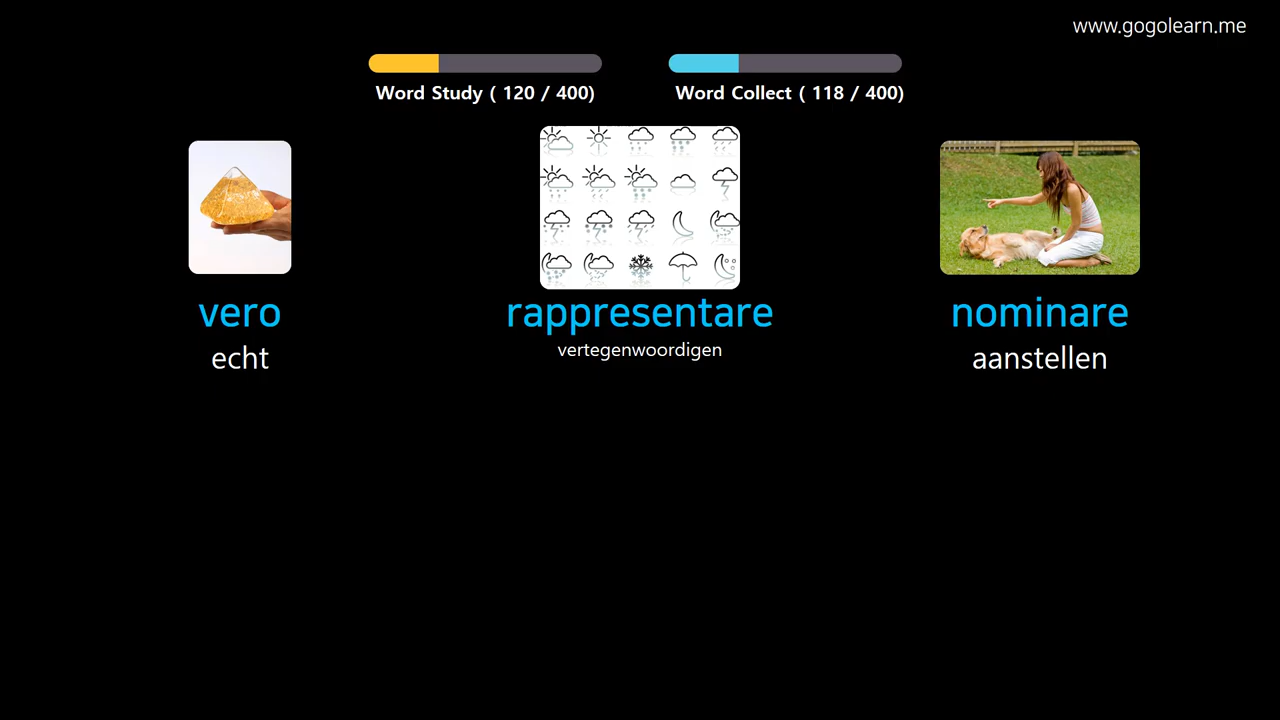 www.gogolearn.me
Word Study ( 120 / 400)
Word Collect ( 118 / 400)
vero
echt
rappresentare
vertegenwoordigen
nominare
aanstellen